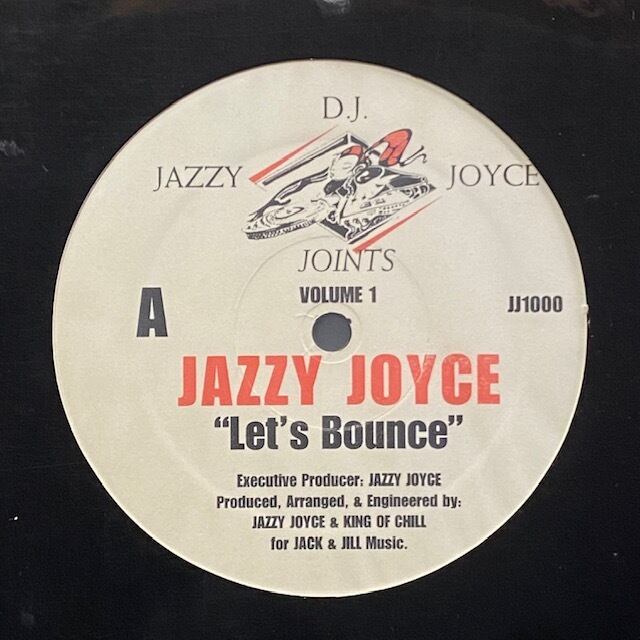 D.J.
JAZZY JOYCE
JOINTS
VOLUME 1
A
JJ1000
JAZZY JOYCE
“Let’s Bounce”
Executive Producer: JAZZY JOYCE
Produced, Arranged, & Engineered by:
JAZZY JOYCE & KING OF CHILL
for JACK & JILL Music.